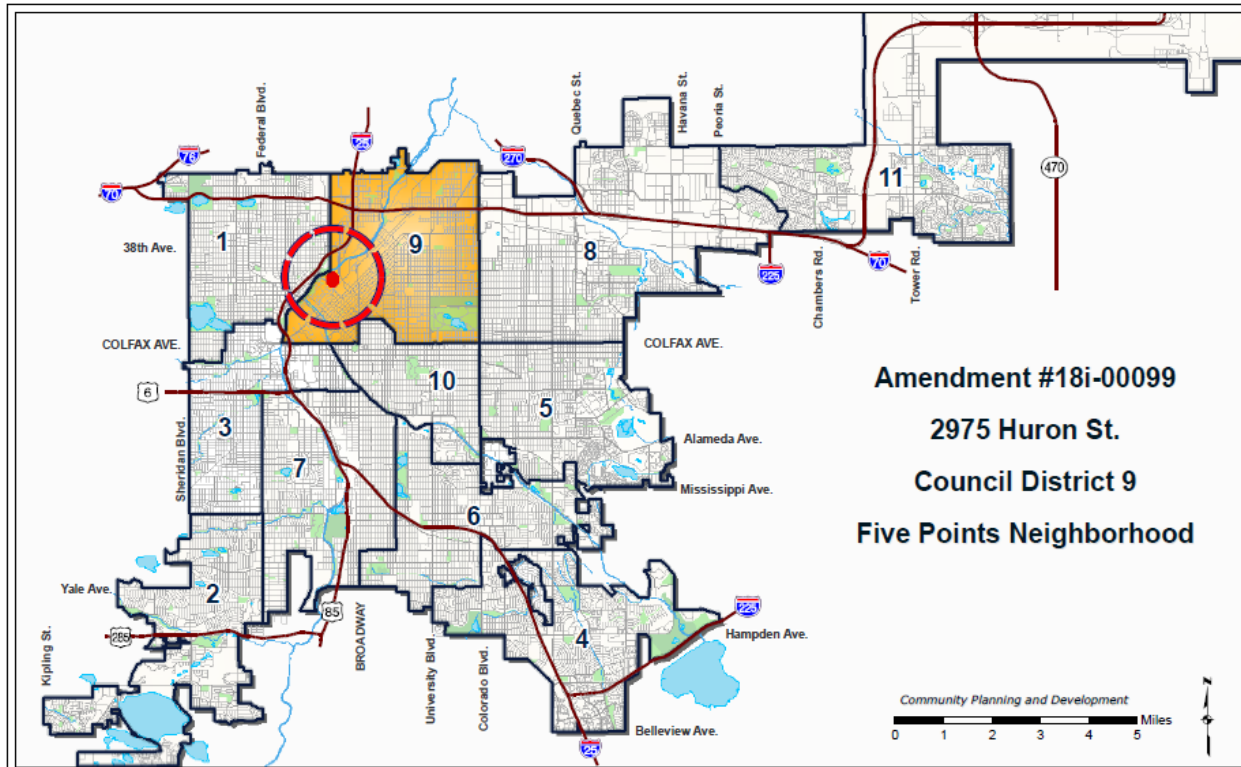 Federal Blvd.
Quebec St.
Havana St.
Peoria St.
25
76
270
70
470
11
1
9
8
38th Ave.
225
70
Chambers Rd.
Tower Rd.
COLFAX AVE.
COLFAX AVE.
6
10
5
3
7
Sheridan Blvd.
Alameda Ave.
Mississippi Ave.
6
Amendment #18i-00099
2975 Huron St.
Council District 9
Five Points Neighborhood
Yale Ave.
2
85
285
Kipling St.
BROADWAY
University Blvd
Colorado Blvd.
4
225
Hampden Ave.
Belleview Ave.
25
Community Planning and Development
Miles
0 1 2 3 4 5
N